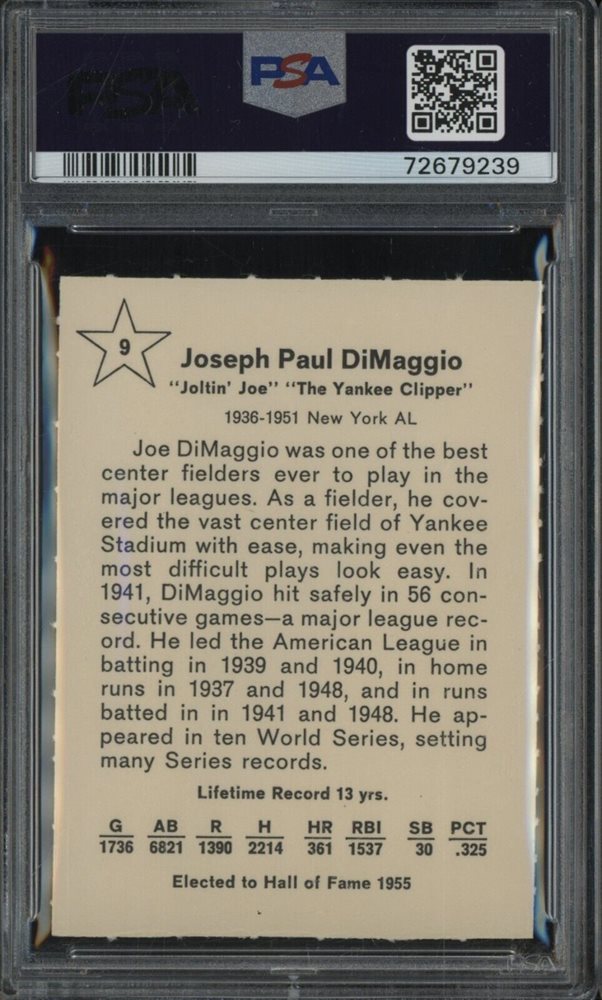 PSA
PSA
72679239
9
Joseph Paul DiMaggio
"Joltin' Joe" "The Yankee Clipper"
1936-1951 New York AL
Joe DiMaggio was one of the best
center fielders ever to play in the
major leagues. As a fielder, he cov-
ered the vast center field of Yankee
Stadium with ease, making even the
most difficult plays look easy. In
1941, DiMaggio hit safely in 56 con-
secutive games—a major league rec-
ord. He led the American League in
batting in 1939 and 1940, in home
runs in 1937 and 1948, and in runs
batted in in 1941 and 1948. He ap-
peared in ten World Series, setting
many Series records.
Lifetime Record 13 yrs.
G AB R H HR RBI SB PCT
1736 6821 1390 2214 361 1537 30 .325
Elected to Hall of Fame 1955
PSA